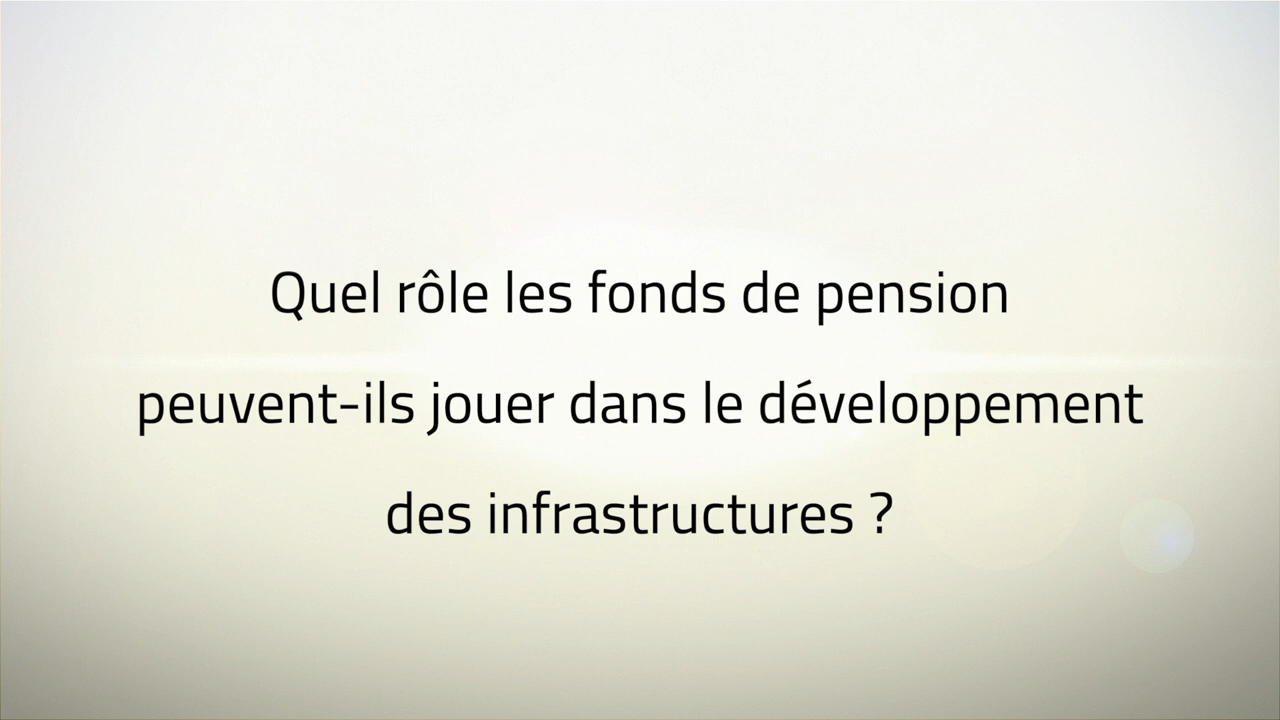 Quel rôle les fonds de pension
peuvent-ils jouer dans le développement
des infrastructures ?